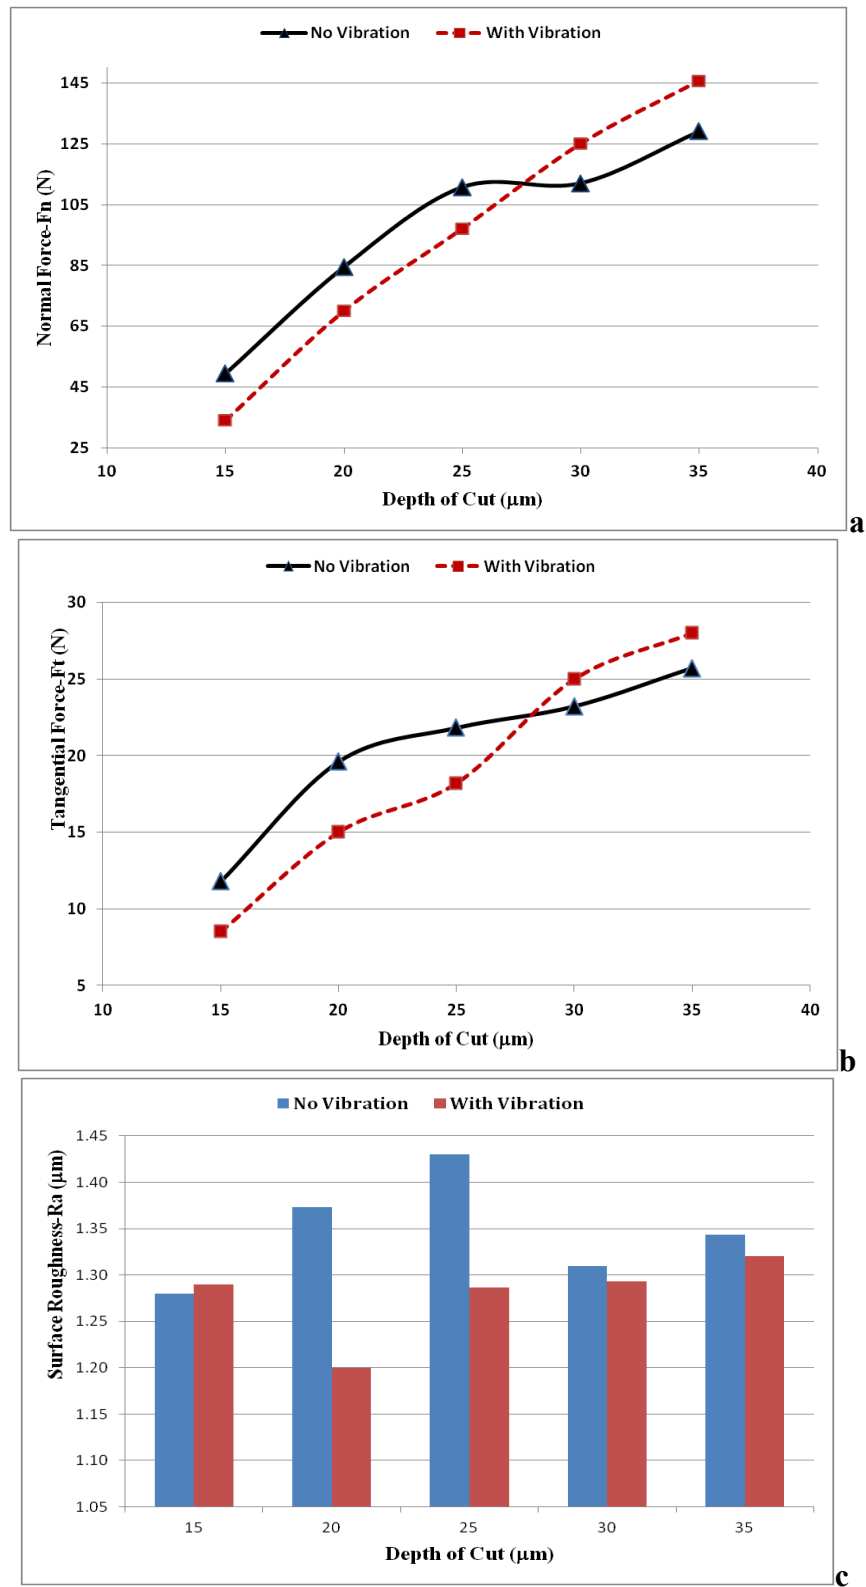 No Vibration With Vibration
Normal Force-Fn (N)
145
125
105
85
65
45
25
10 15 20 25 30 35 40
Depth of Cut (μm)
a
No Vibration With Vibration
Tangential Force-Ft (N)
30
25
20
15
10
5
10 15 20 25 30 35 40
Depth of Cut (μm)
b
No Vibration With Vibration
Surface Roughness-Ra (μm)
1.45
1.40
1.35
1.30
1.25
1.20
1.15
1.10
1.05
15 20 25 30 35
Depth of Cut (μm)
c